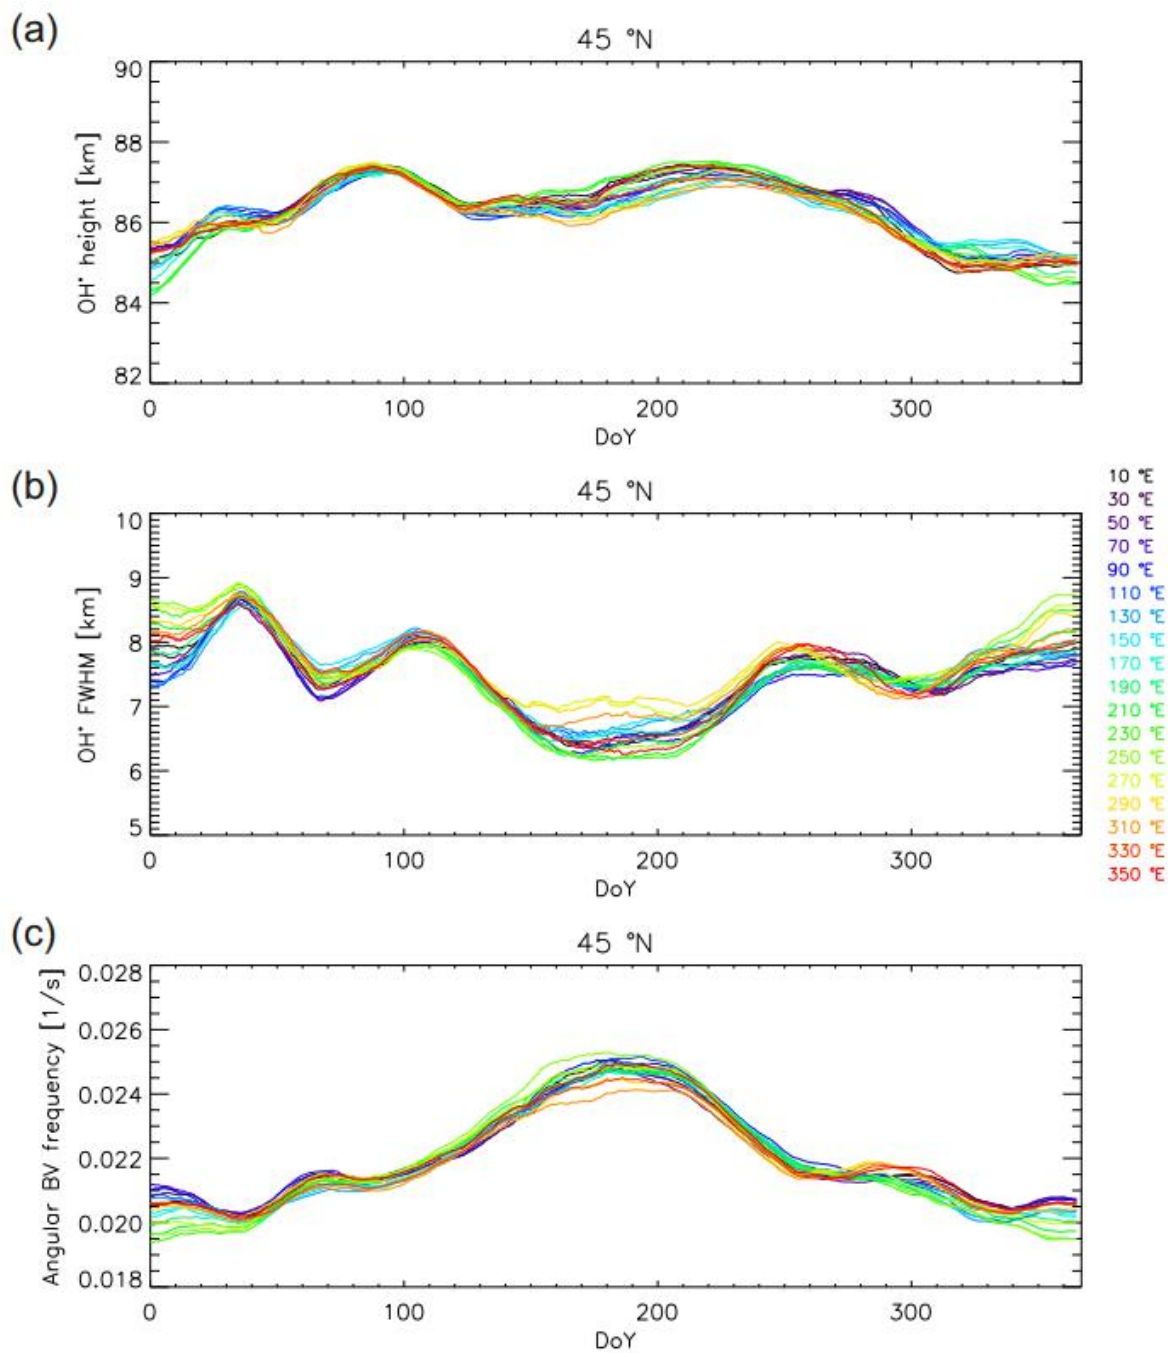 (a)
45 °N
OH* height [km]
90
88
86
84
82
0 100 200 300
DoY
(b)
45 °N
OH* FWHM [km]
10
9
8
7
6
5
0 100 200 300
DoY
10 °E
30 °E
50 °E
70 °E
90 °E
110 °E
130 °E
150 °E
170 °E
190 °E
210 °E
230 °E
250 °E
270 °E
290 °E
310 °E
330 °E
350 °E
(c)
45 °N
Angular BV frequency [1/s]
0.028
0.026
0.024
0.022
0.020
0.018
0 100 200 300
DoY